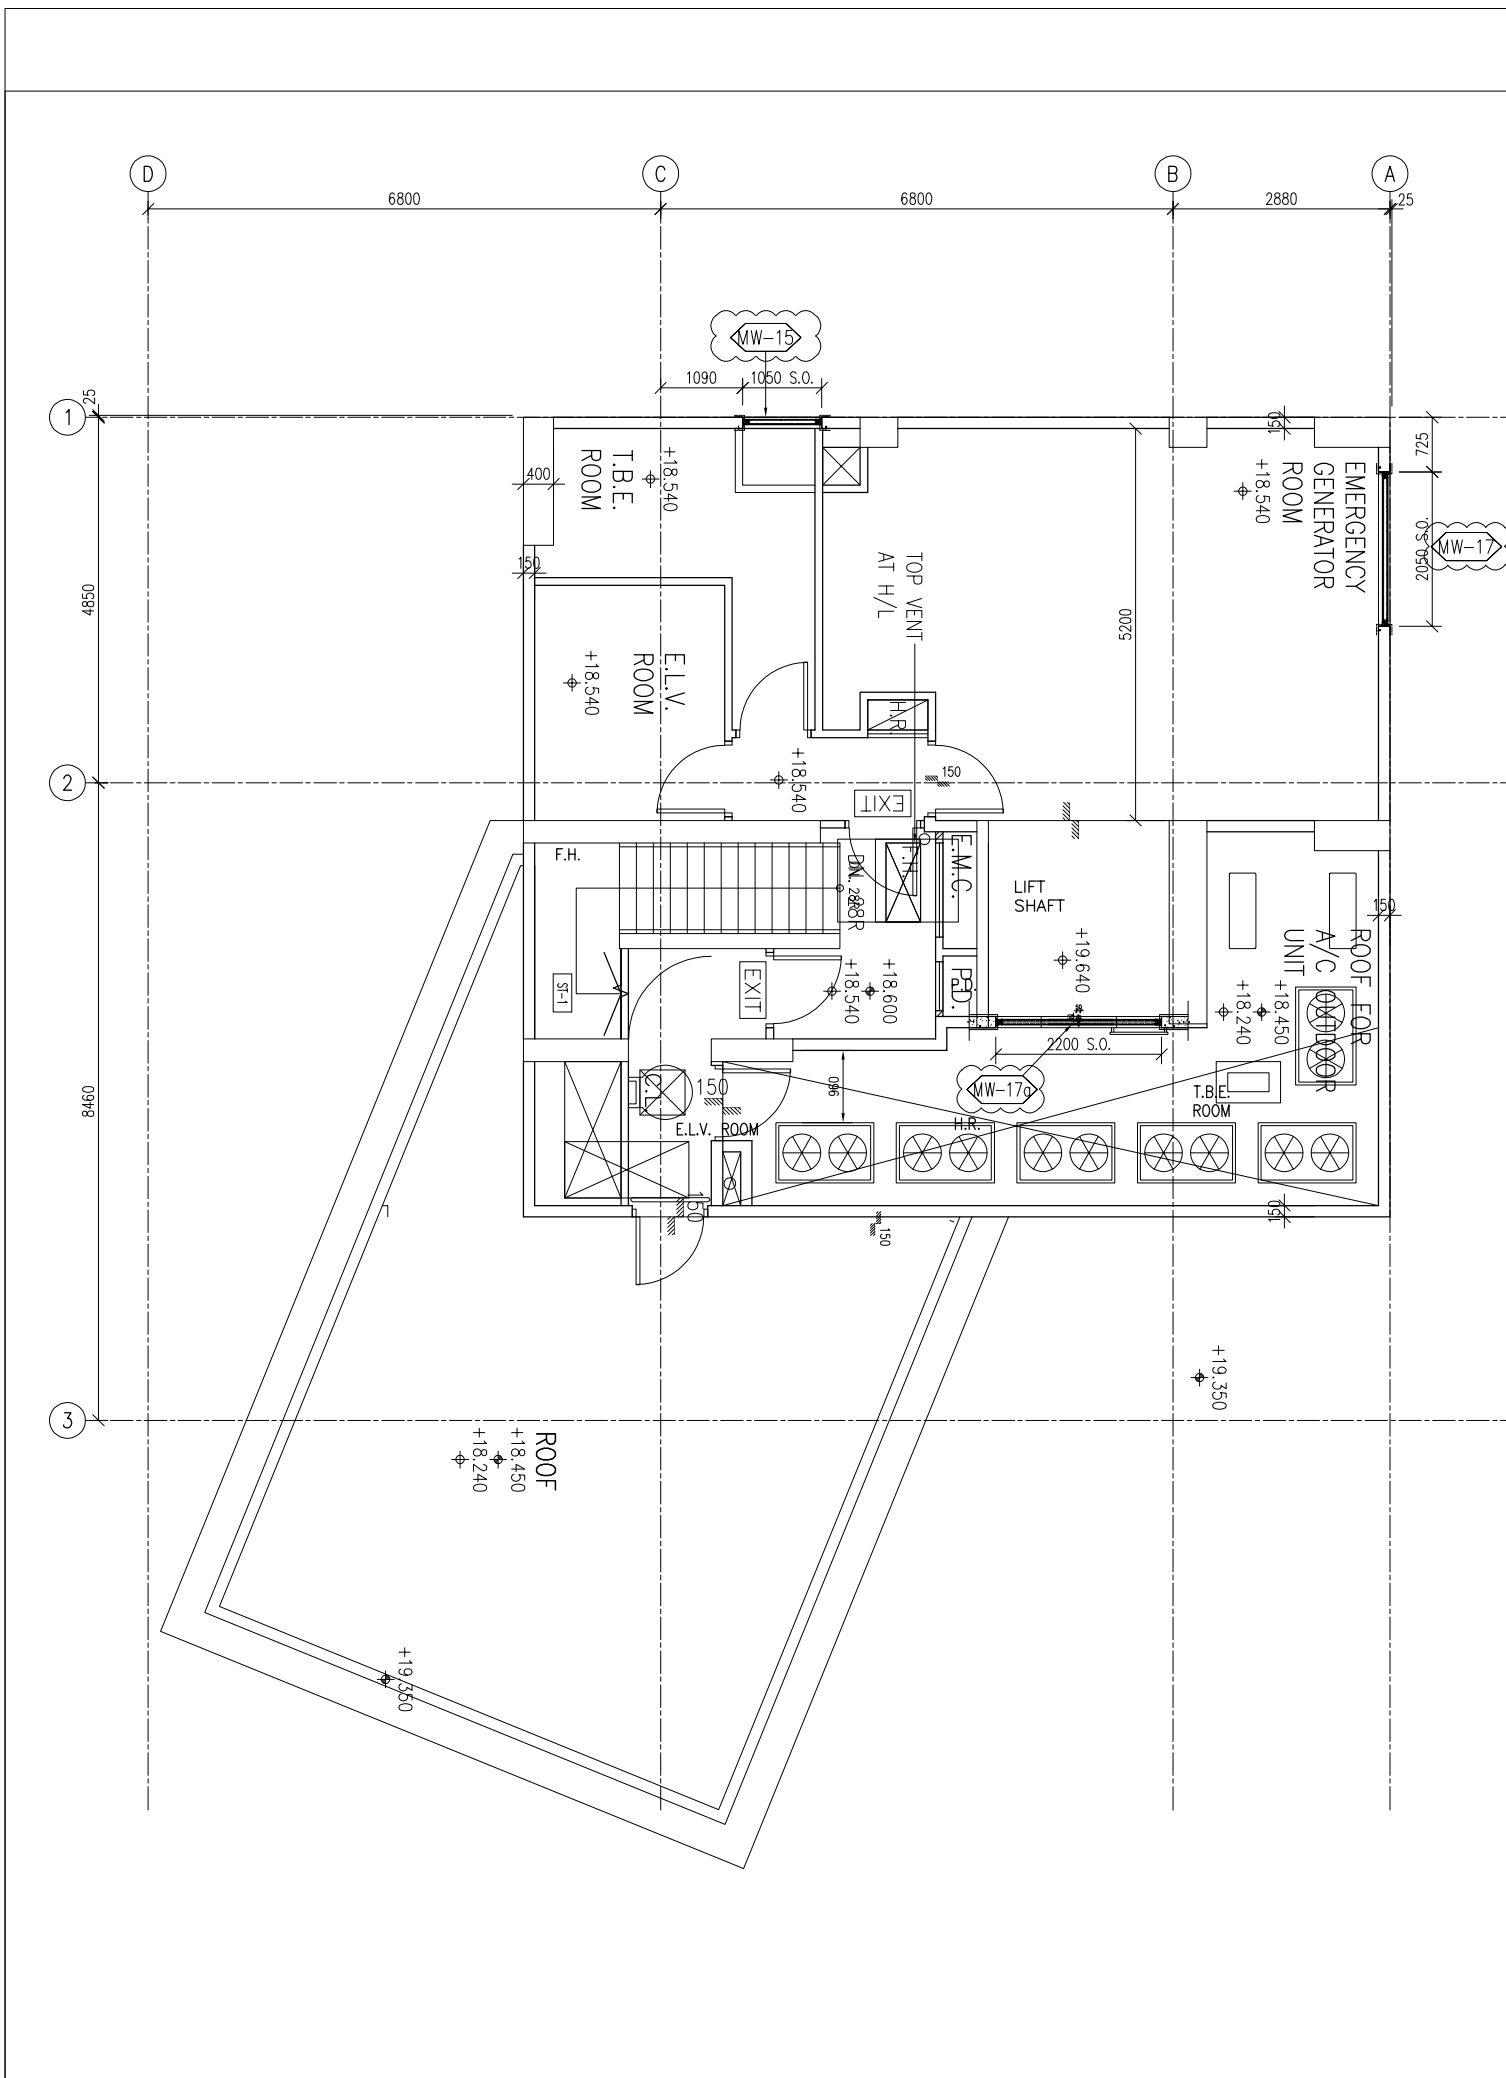 D
C
B
A
6800
6800
2880
25
MW-15
1090
1050 S.O.
25
1
150
725
400
T.B.E.
ROOM
+18.540
EMERGENCY
GENERATOR
ROOM
+18.540
2050 S.O.
MW-17
150
4850
TOP VENT
AT H/L
5200
E.L.V.
ROOM
+18.540
H.R.
+18.540
150
2
EXIT
F.H.
DN. 28R
28R
F.H.
E.M.C.
LIFT
SHAFT
150
+19.640
ROOF FOR
A/C OUTDOOR
UNIT
ST-1
EXIT
+18.540
+18.600
P.D.
P.D.
+18.240
+18.450
2200 S.O.
960
MW-17a
C.L.
150
8460
T.B.E.
ROOM
E.L.V. ROOM
H.R.
150
150
150
+19.350
3
ROOF
+18.450
+18.240
+19.350